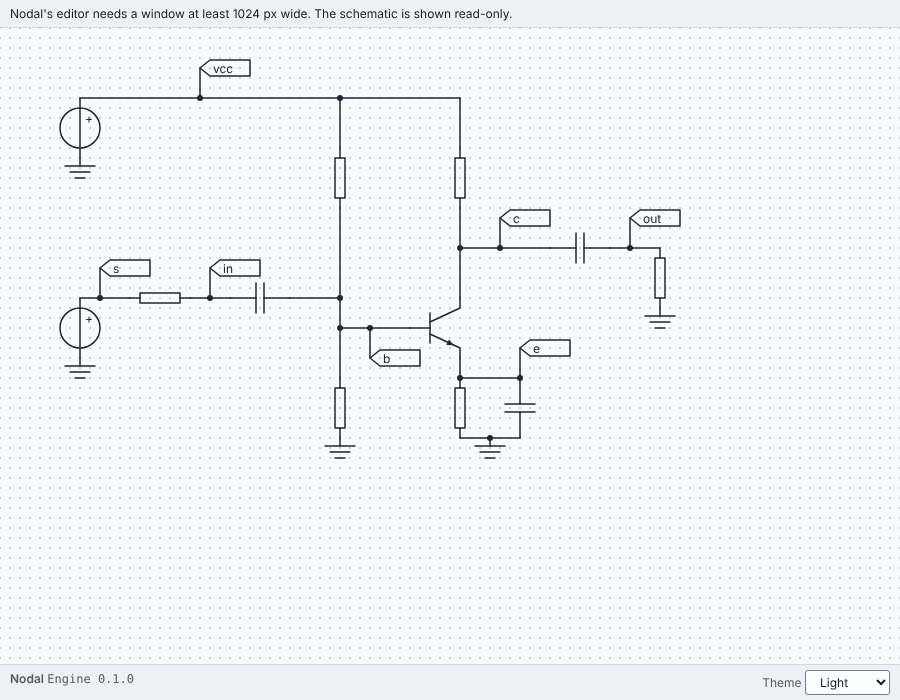 Nodal's editor needs a window at least 1024 px wide. The schematic is shown read-only.
vcc
+
c
out
s
in
+
e
b
Nodal Engine 0.1.0
Theme Light